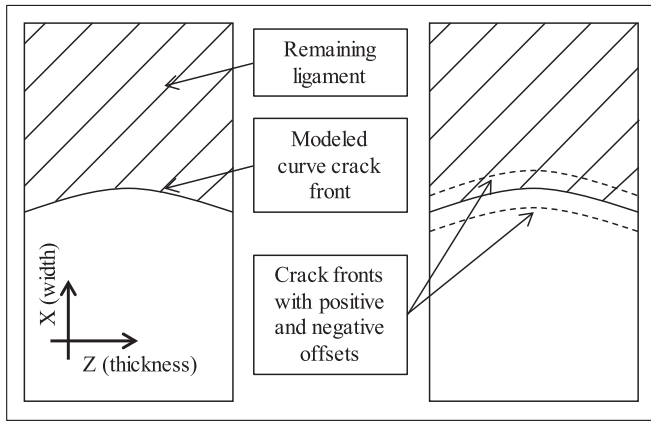 Remaining
ligament
Modeled
curve crack
front
Crack fronts
with positive
and negative
offsets
X (width)
Z (thickness)